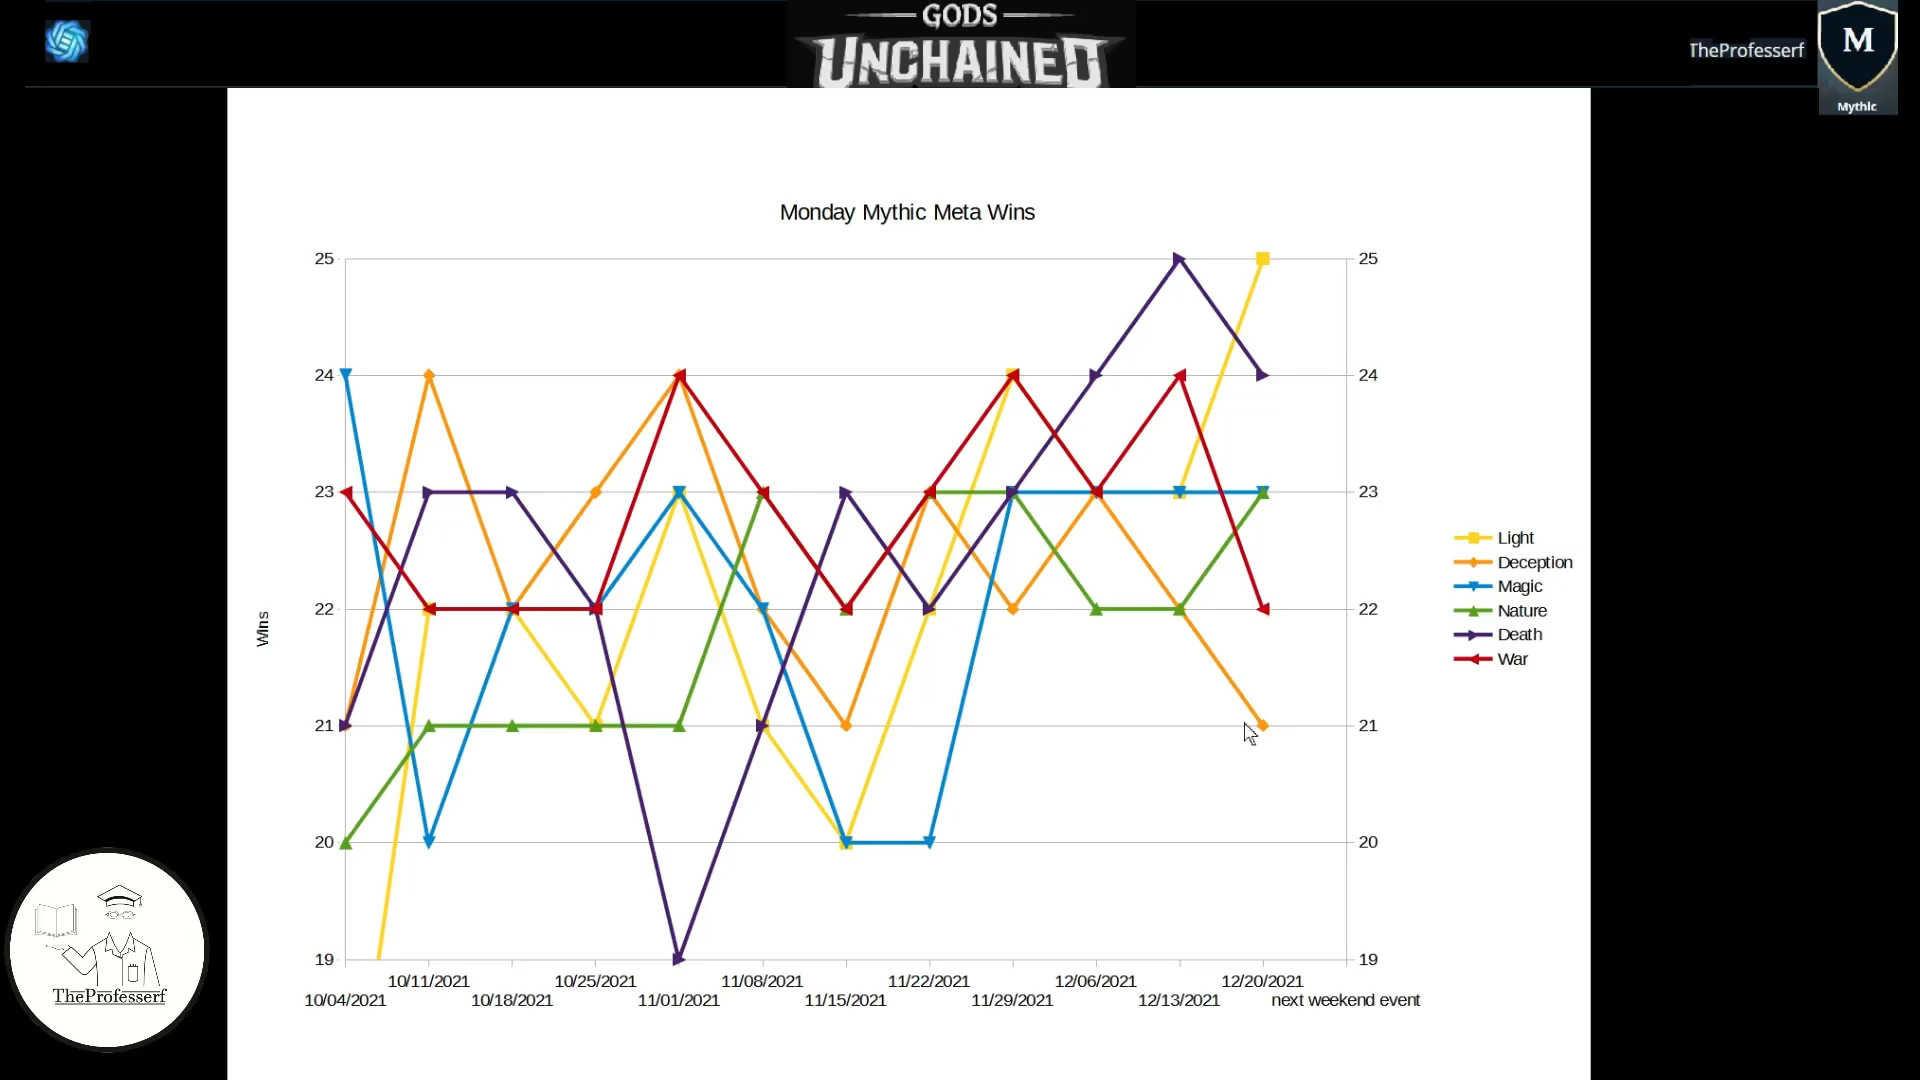 GODS
UNCHAINED
TheProfesserf
M
Mythic
Monday Mythic Meta Wins
25
24
23
22
21
20
19
Wins
25
24
23
22
21
20
19
Light
Deception
Magic
Nature
Death
War
10/04/2021
10/11/2021
10/18/2021
10/25/2021
11/01/2021
11/08/2021
11/15/2021
11/22/2021
11/29/2021
12/06/2021
12/13/2021
12/20/2021
next weekend event
TheProfesserf